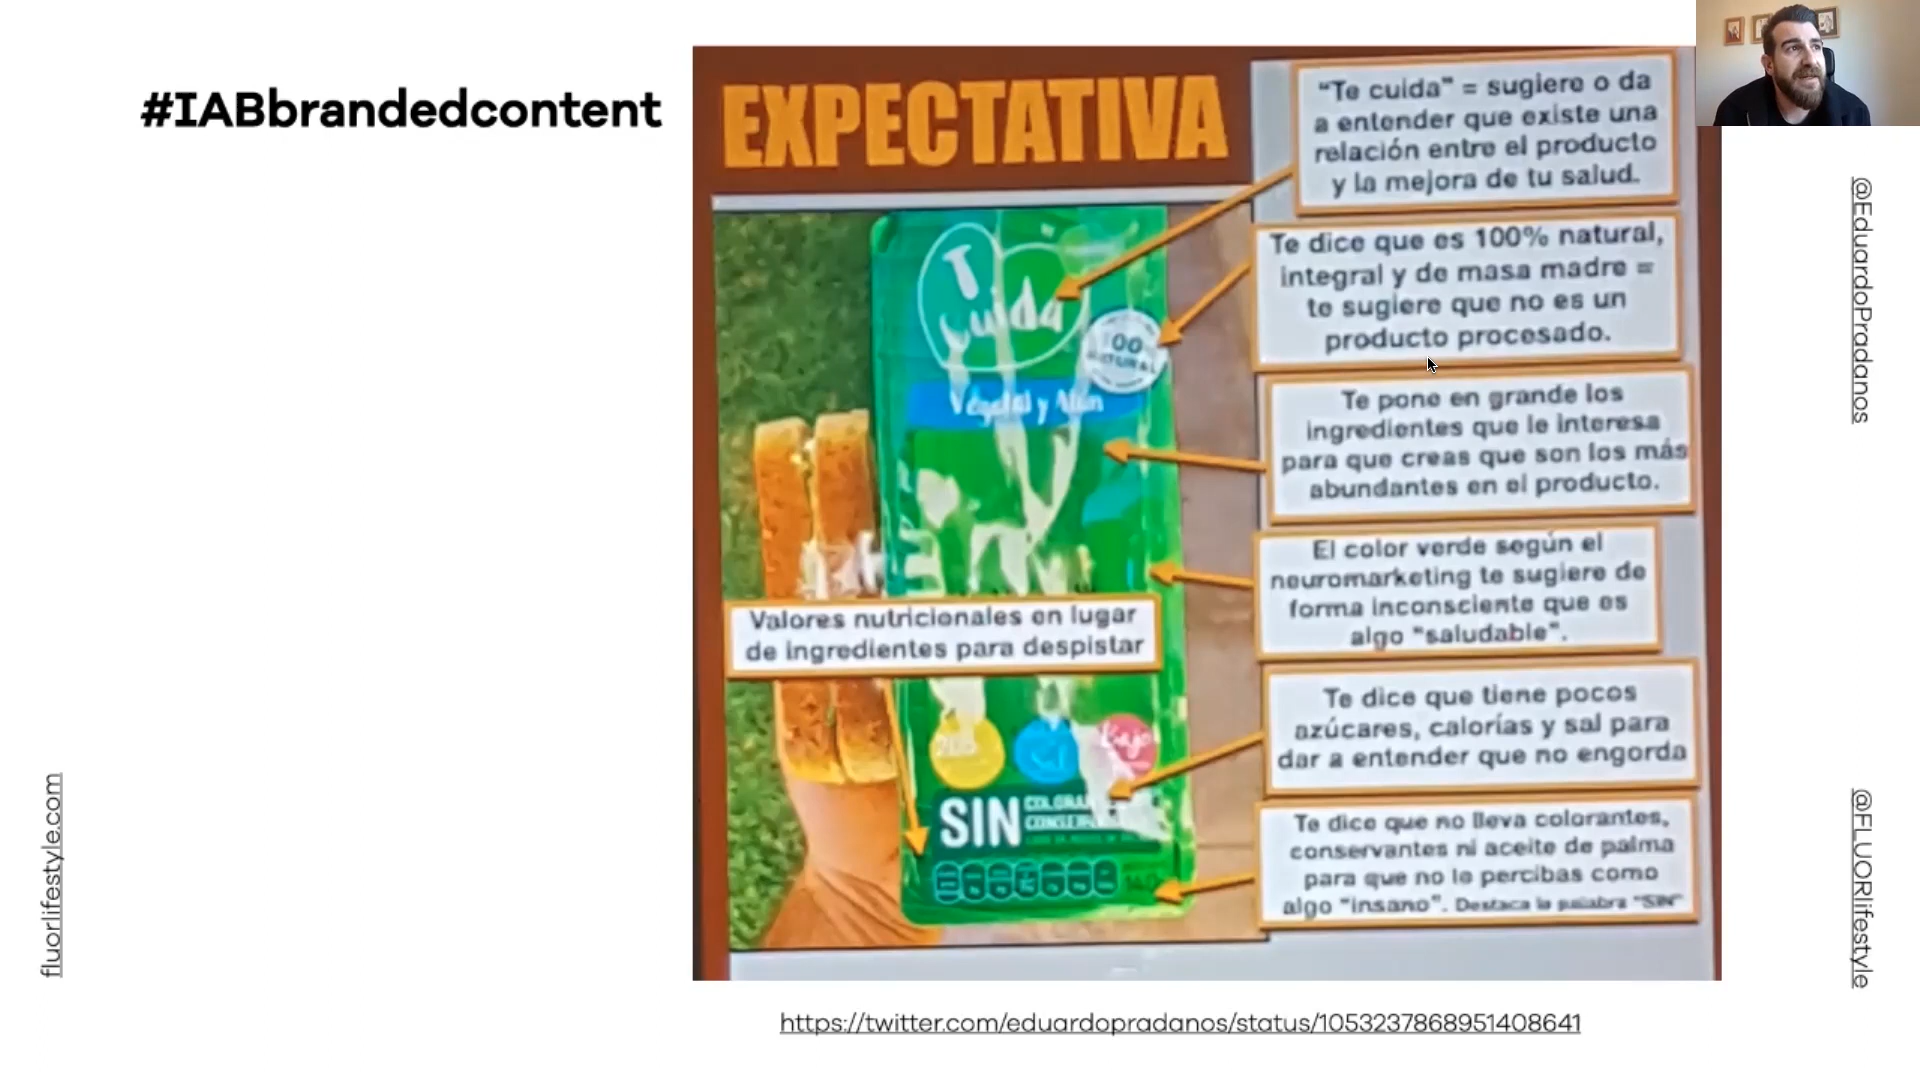 #IABbrandedcontent
EXPECTATIVA
"Te cuida" = sugiere o da
a entender que existe una
relación entre el producto
y la mejora de tu salud.
Te dice que es 100% natural,
integral y de masa madre =
te sugiere que no es un
producto procesado.
Te pone en grande los
ingredientes que le interesa
para que creas que son los más
abundantes en el producto.
El color verde según el
neuromarketing te sugiere de
forma inconsciente que es
algo "saludable".
Te dice que tiene pocos
azúcares, calorías y sal para
dar a entender que no engorda
Te dice que no lleva colorantes,
conservantes ni aceite de palma
para que no lo percibas como
algo "insano". Destaca la palabra "SIN"
T
Cuida
100
NATURAL
Vegetal y Atún
Valores nutricionales en lugar
de ingredientes para despistar
Bajo
SIN
fluorlifestyle.com
@EduardoPradanos
@FLUORlifestyle
https://twitter.com/eduardopradanos/status/1053237868951408641